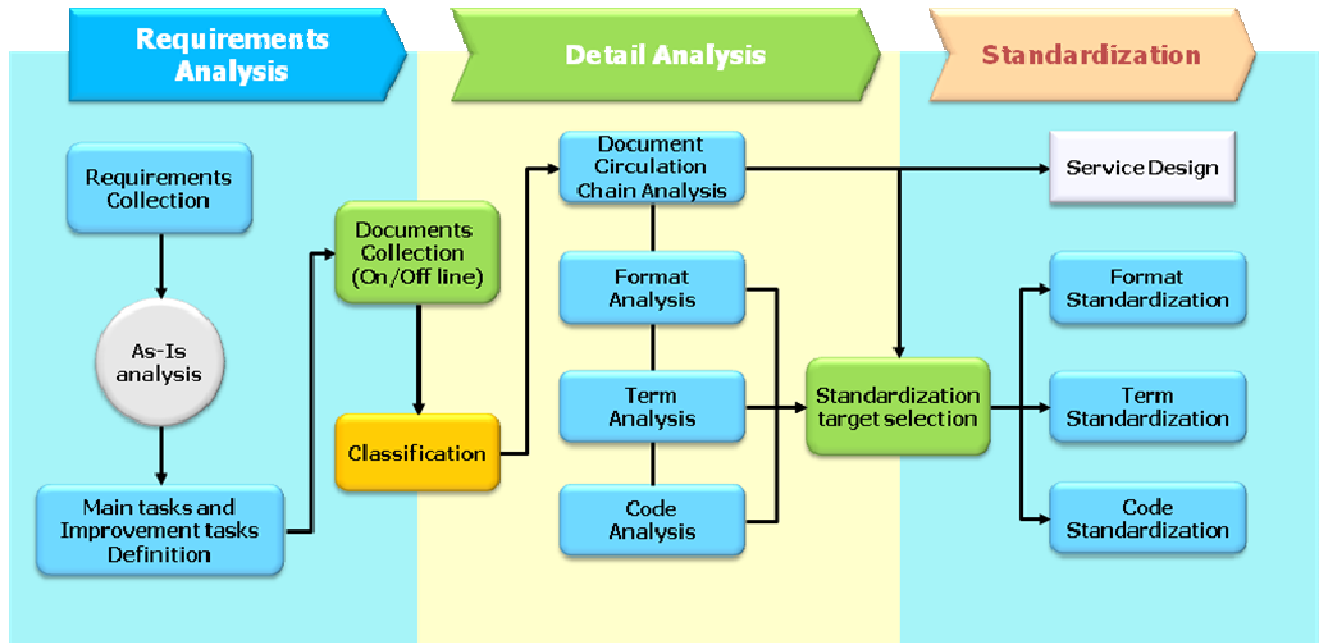 Requirements
Analysis
Detail Analysis
Standardization
Requirements
Collection
As-Is
analysis
Main tasks and
Improvement tasks
Definition
Documents
Collection
(On/Off line)
Classification
Document
Circulation
Chain Analysis
Format
Analysis
Term
Analysis
Code
Analysis
Standardization
target selection
Service Design
Format
Standardization
Term
Standardization
Code
Standardization